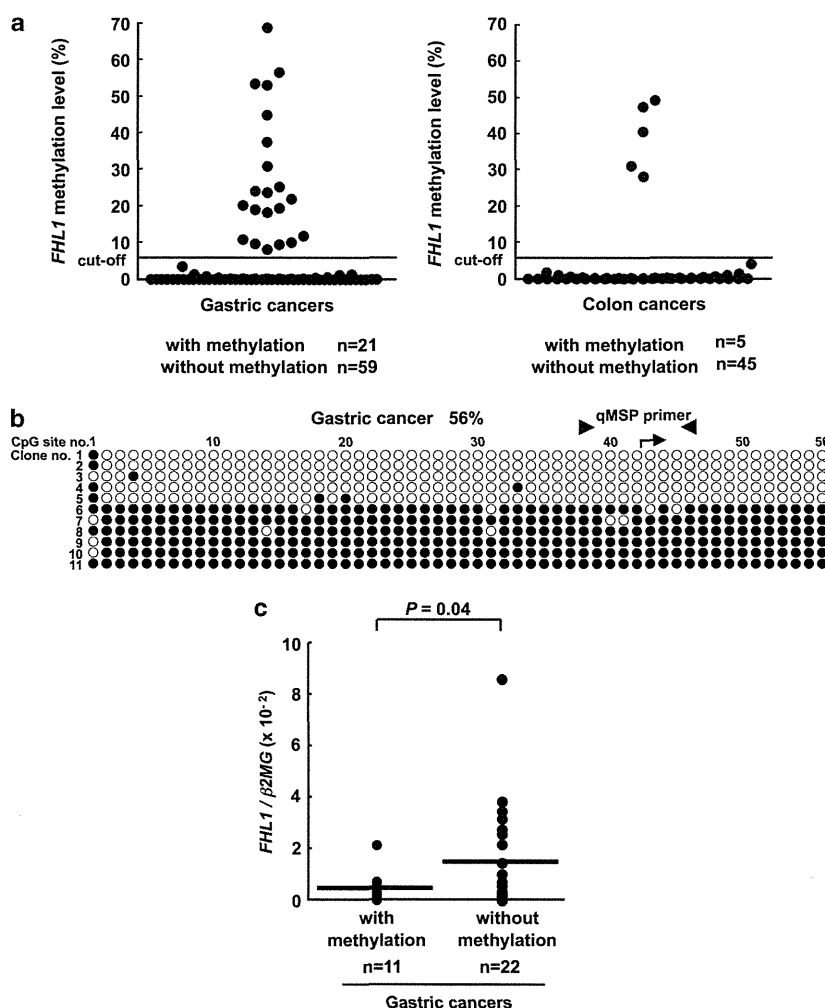 a
FHL1 methylation level (%)
70
60
50
40
30
20
10
cut-off
0
Gastric cancers
with methylation n=21
without methylation n=59
FHL1 methylation level (%)
70
60
50
40
30
20
10
cut-off
0
Colon cancers
with methylation n=5
without methylation n=45
b
Gastric cancer 56%
qMSP primer
CpG site no.1 10 20 30 40 50 56
Clone no. 1
2
3
4
5
6
7
8
9
10
11
c
P = 0.04
FHL1 / β2MG (x 10-2)
10
8
6
4
2
0
with methylation
n=11
without methylation
n=22
Gastric cancers